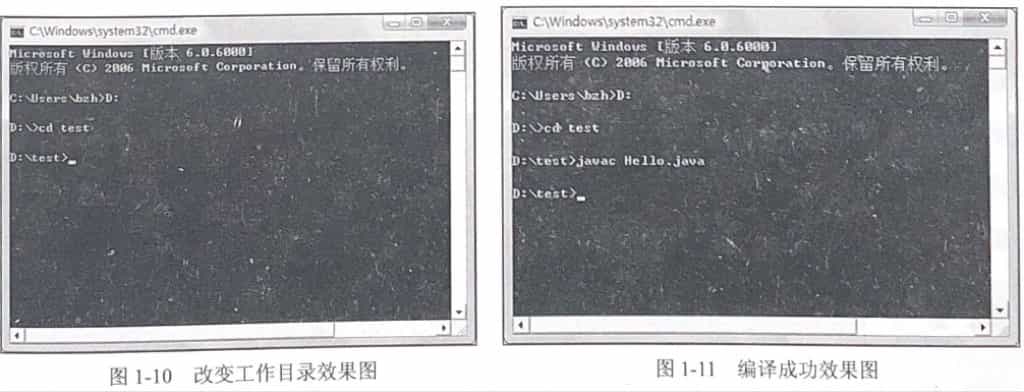 C:\Windows\system32\cmd.exe
Microsoft Windows [版本 6.0.6000]
版权所有 (C) 2006 Microsoft Corporation。保留所有权利。
C:\Users\bzh>D:
D:\>cd test
D:\test>_
图 1-10 改变工作目录效果图
C:\Windows\system32\cmd.exe
Microsoft Windows [版本 6.0.6000]
版权所有 (C) 2006 Microsoft Corporation。保留所有权利。
C:\Users\bzh>D:
D:\>cd test
D:\test>javac Hello.java
D:\test>_
图 1-11 编译成功效果图